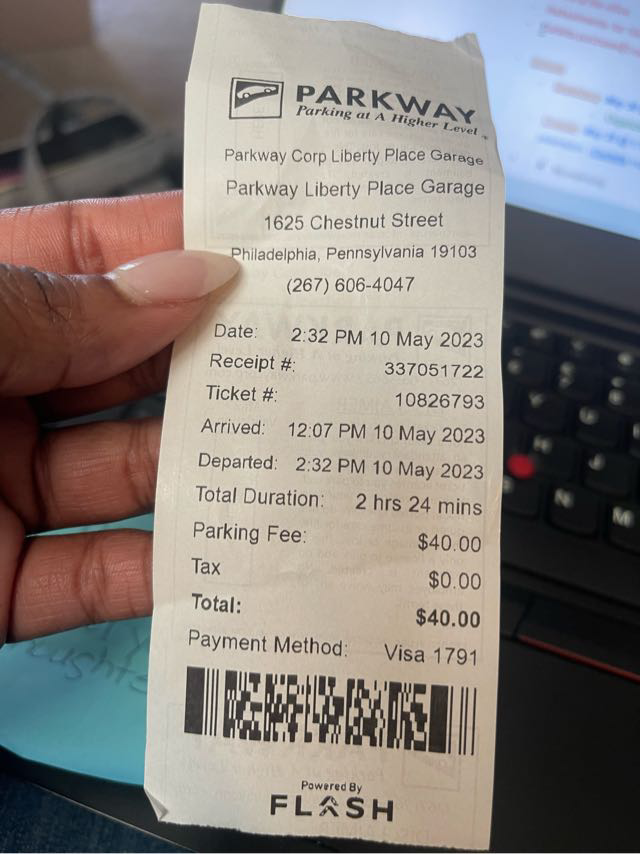 PARKWAY
Parking at A Higher Level
Parkway Corp Liberty Place Garage
Parkway Liberty Place Garage
1625 Chestnut Street
Philadelphia, Pennsylvania 19103
(267) 606-4047
Date: 2:32 PM 10 May 2023
Receipt #: 337051722
Ticket #: 10826793
Arrived: 12:07 PM 10 May 2023
Departed: 2:32 PM 10 May 2023
Total Duration: 2 hrs 24 mins
Parking Fee: $40.00
Tax $0.00
Total: $40.00
Payment Method: Visa 1791
Powered By
FLASH
Y
U
H
J
N
M